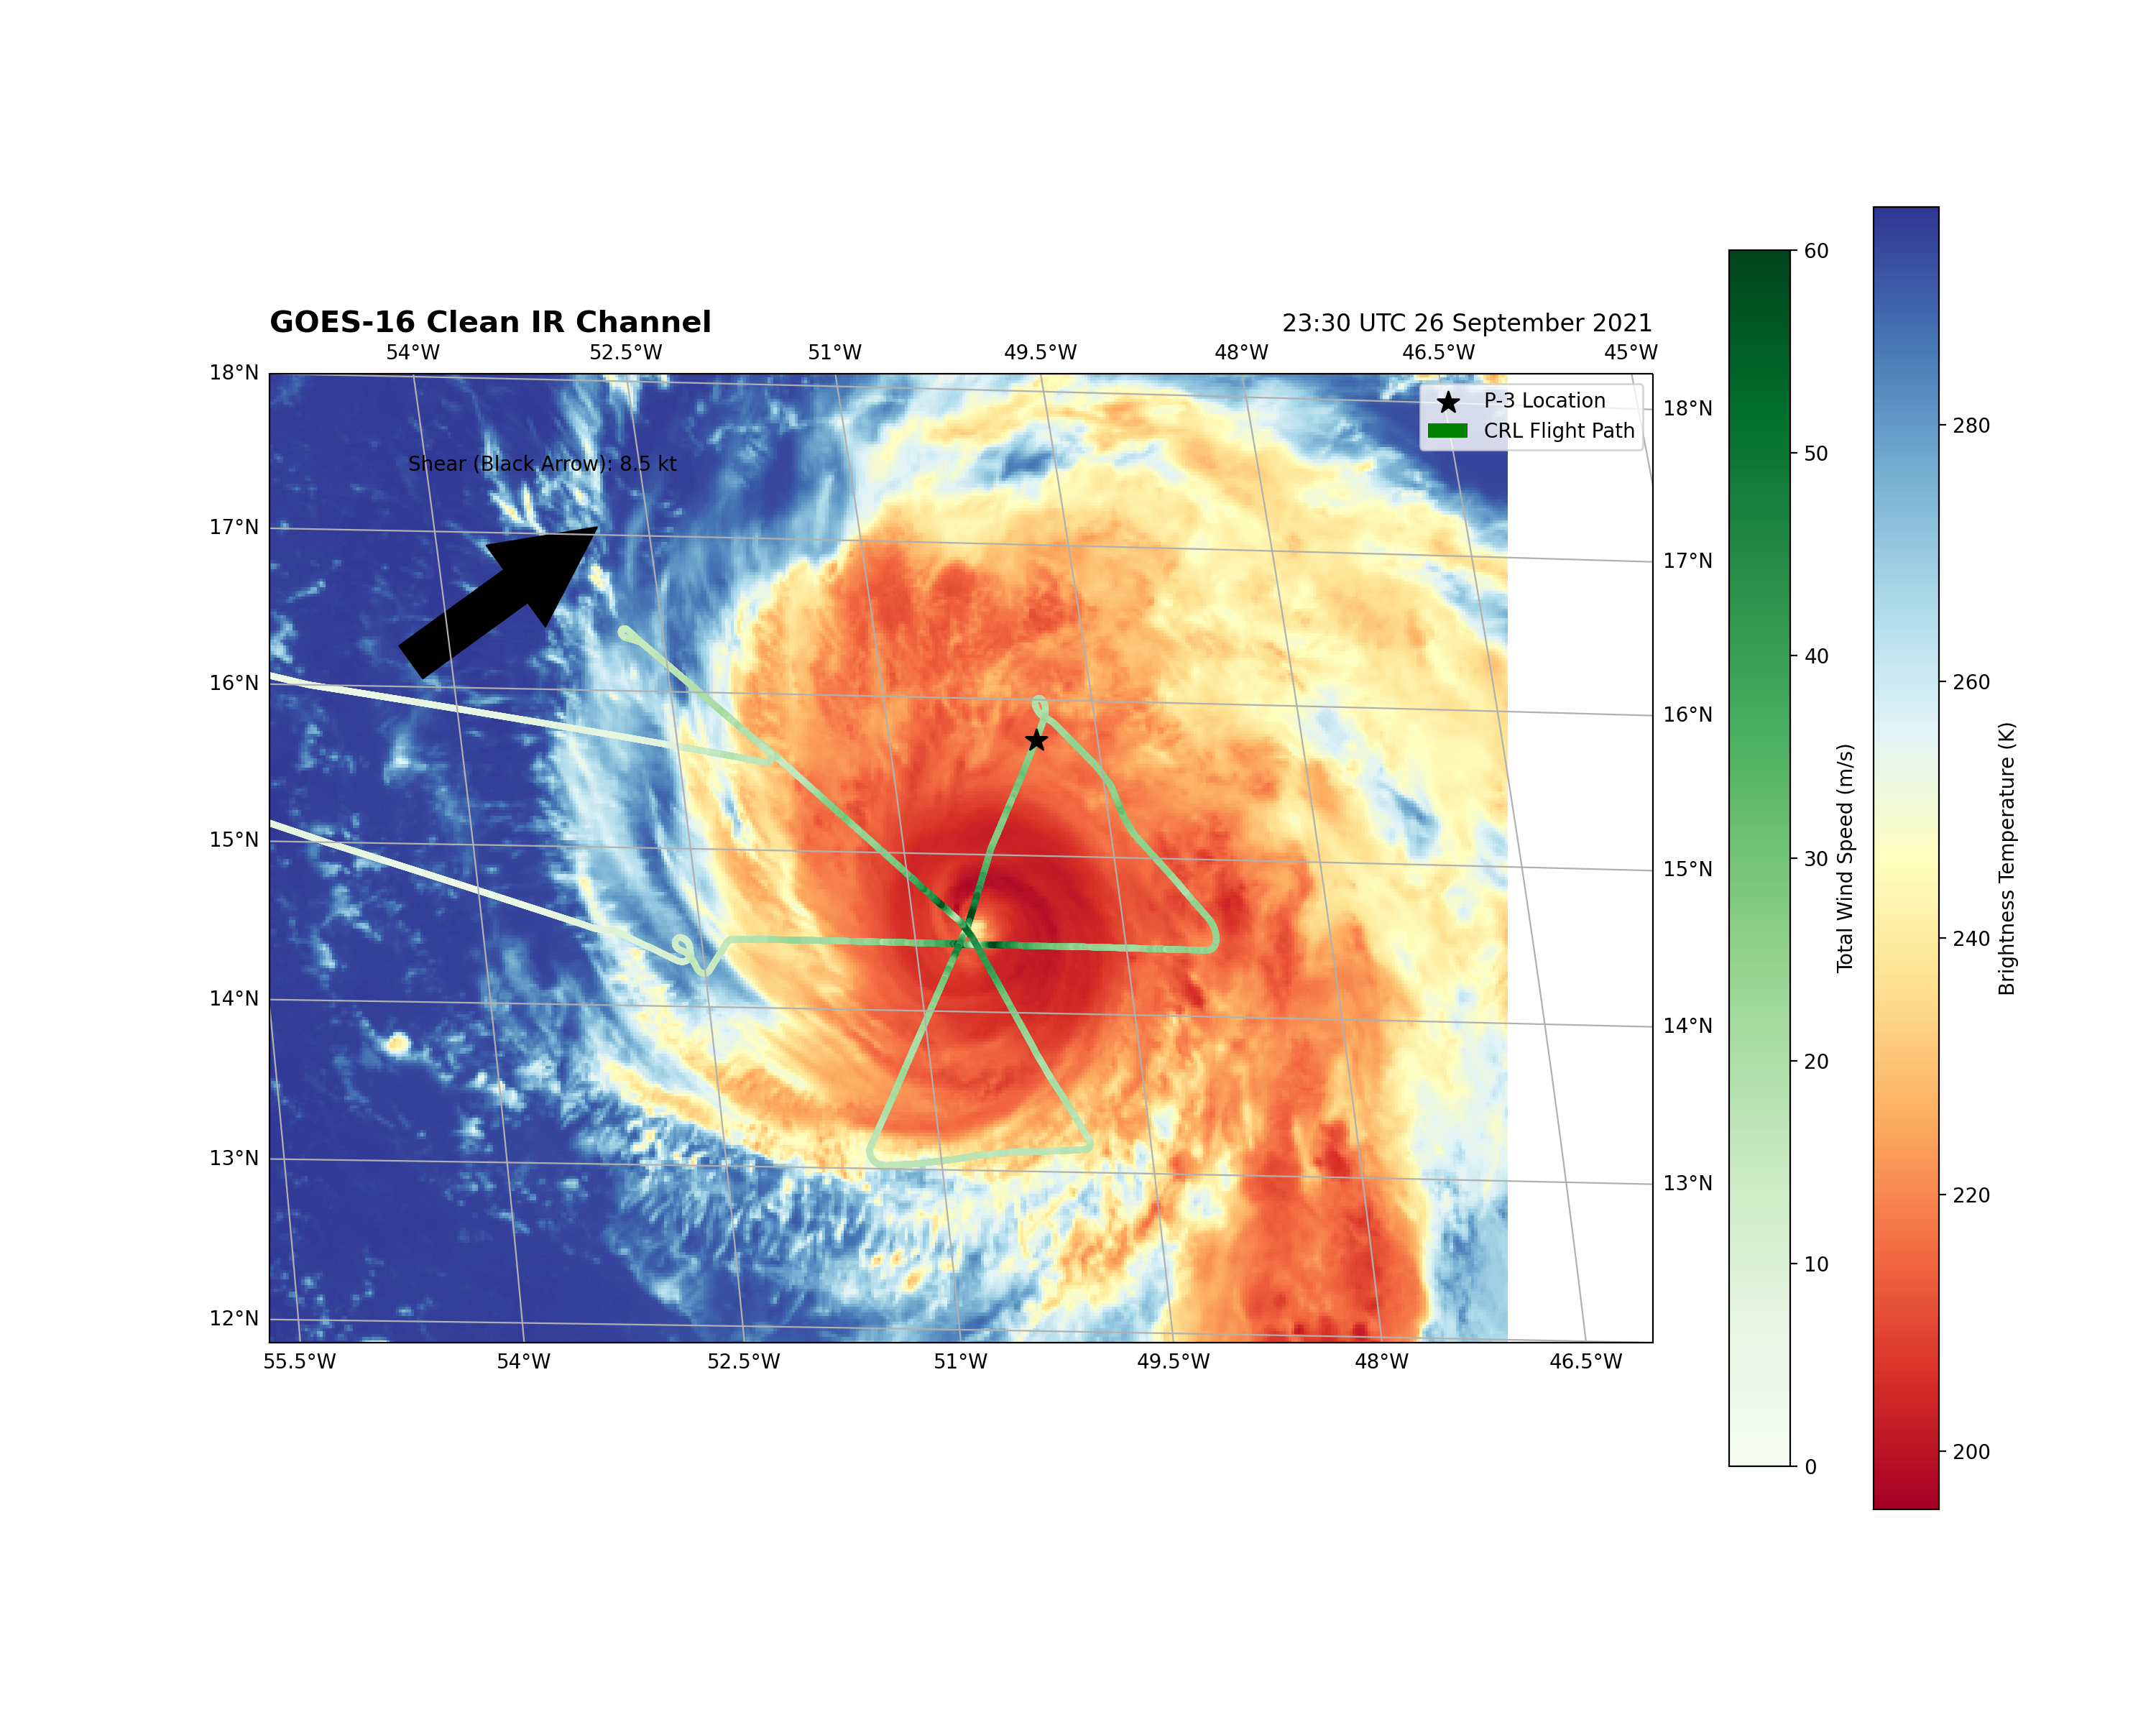 GOES-16 Clean IR Channel
23:30 UTC 26 September 2021
54°W 52.5°W 51°W 49.5°W 48°W 46.5°W 45°W
18°N
18°N
17°N
17°N
16°N
16°N
15°N
15°N
14°N
14°N
13°N
13°N
12°N
P-3 Location
CRL Flight Path
Shear (Black Arrow): 8.5 kt
55.5°W 54°W 52.5°W 51°W 49.5°W 48°W 46.5°W
60
50
40
30
20
10
0
Total Wind Speed (m/s)
280
260
240
220
200
Brightness Temperature (K)